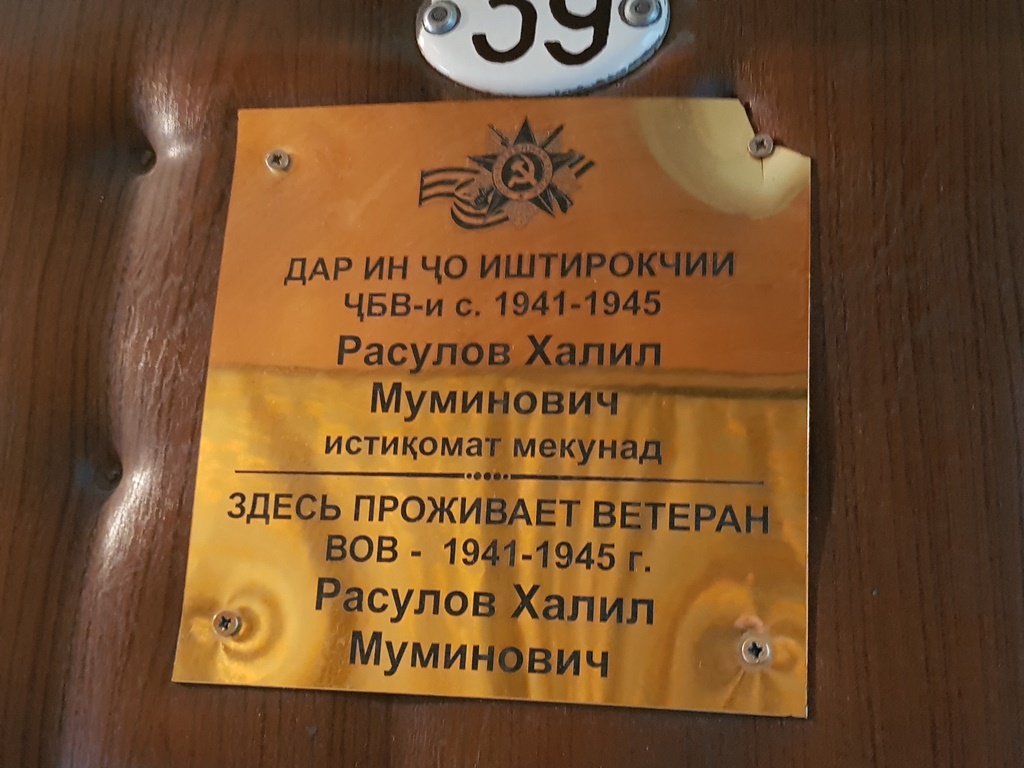 39
ДАР ИН ҶО ИШТИРОКЧИИ
ҶБВ-и с. 1941-1945
Расулов Халил
Муминович
истиқомат мекунад
ЗДЕСЬ ПРОЖИВАЕТ ВЕТЕРАН
ВОВ - 1941-1945 г.
Расулов Халил
Муминович